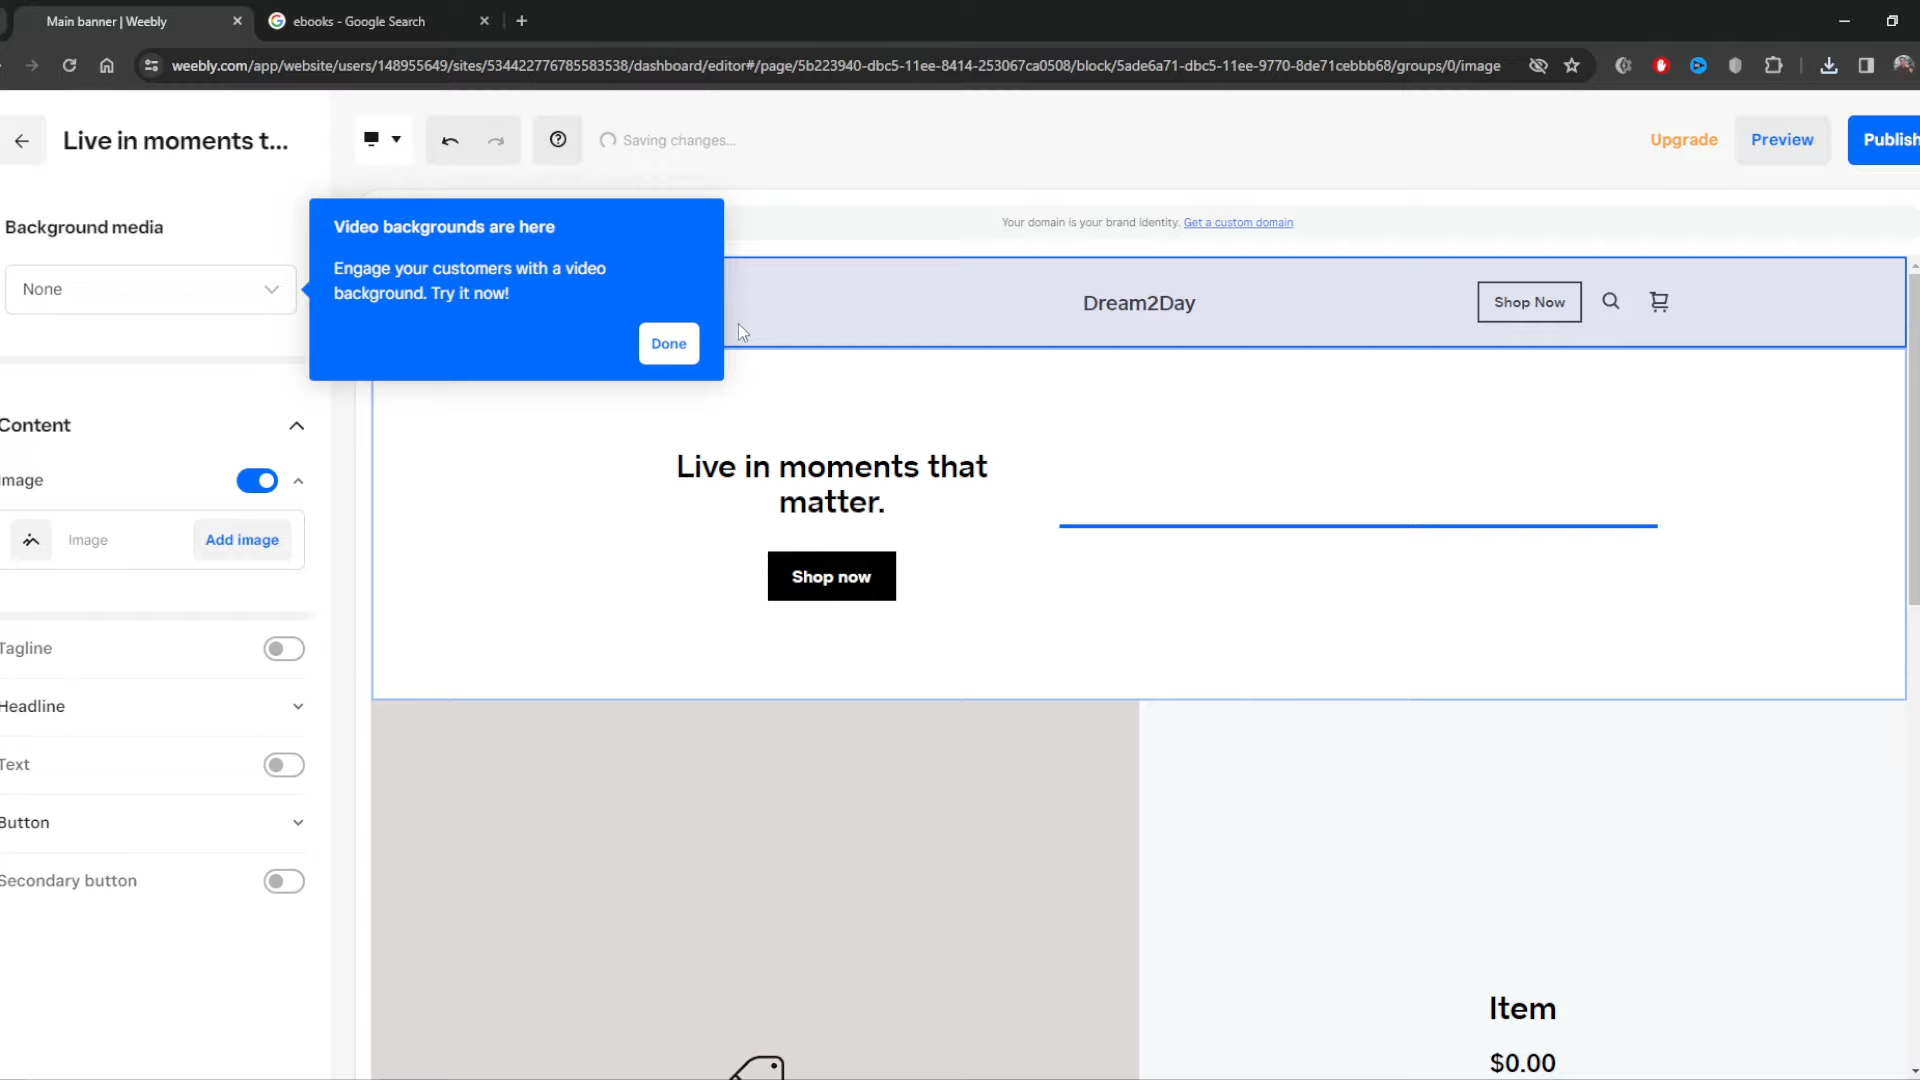 Main banner | Weebly
ebooks - Google Search
weebly.com/app/website/users/148955649/sites/534422776785583538/dashboard/editor#/page/5b223940-dbc5-11ee-8414-253067ca0508/block/5ade6a71-dbc5-11ee-9770-8de71cebbb68/groups/0/image
Live in moments t...
Saving changes...
Upgrade
Preview
Publish
Background media
None
Video backgrounds are here
Engage your customers with a video
background. Try it now!
Done
Your domain is your brand identity. Get a custom domain
Dream2Day
Shop Now
Content
Image
Image
Add image
Tagline
Headline
Text
Button
Secondary button
Live in moments that
matter.
Shop now
Item
$0.00